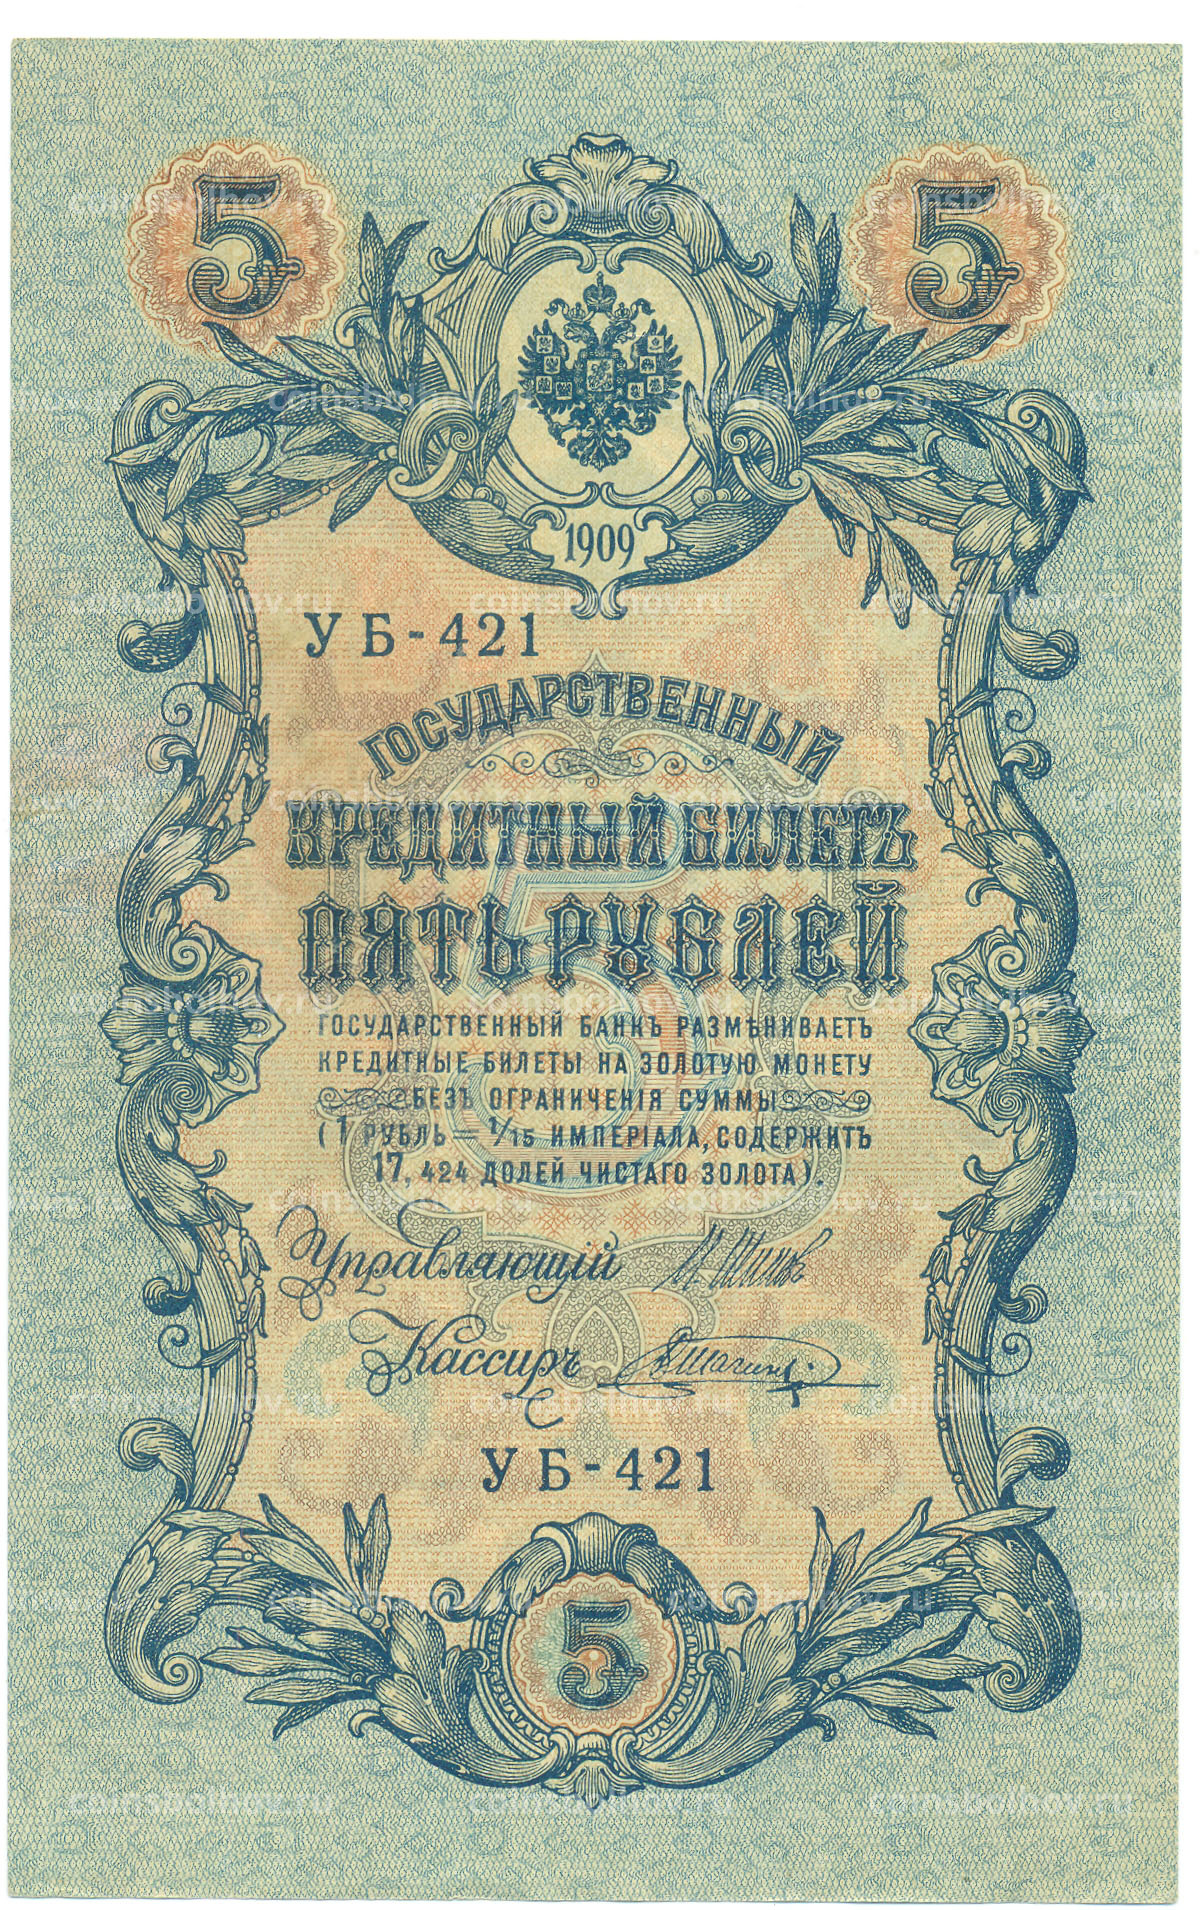 5 5
1909
УБ-421
ГОСУДАРСТВЕННЫЙ
КРЕДИТНЫЙ БИЛЕТЪ
ПЯТЬ РУБЛЕЙ
ГОСУДАРСТВЕННЫЙ БАНКЪ РАЗМѢНИВАЕТЪ
КРЕДИТНЫЕ БИЛЕТЫ НА ЗОЛОТУЮ МОНЕТУ
БЕЗЪ ОГРАНИЧЕНІЯ СУММЫ
(1 РУБЛЬ = 1/15 ИМПЕРІАЛА, СОДЕРЖИТЪ
17, 424 ДОЛЕЙ ЧИСТАГО ЗОЛОТА).
Управляющій
Кассиръ
УБ-421
5